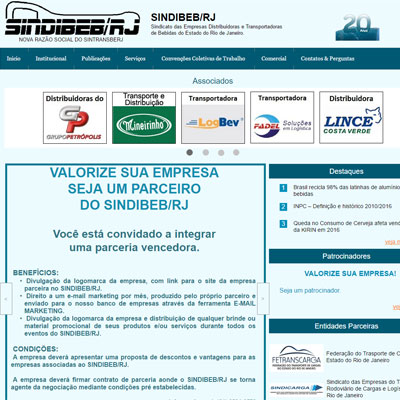 SINDIBEB/RJ
NOVA RAZÃO SOCIAL DO SINTRANSBERJ
SINDIBEB/RJ
Sindicato das Empresas Distribuidoras e Transportadoras
de Bebidas do Estado do Rio de Janeiro.
20
Anos
Início Institucional Publicações Serviços Convenções Coletivas de Trabalho Comercial Contatos & Perguntas
Associados
Distribuidoras do
GP
GRUPO PETRÓPOLIS
Transporte e
Distribuição
Mineirinho
Transportadora
LogBev
Transportadora
FADEL Soluções
em Logística
Distribuidora
LINCE
COSTA VERDE
VALORIZE SUA EMPRESA
SEJA UM PARCEIRO
DO SINDIBEB/RJ
Você está convidado a integrar
uma parceria vencedora.
BENEFÍCIOS:
• Divulgação da logomarca da empresa, com link para o site da empresa
parceira no SINDIBEB/RJ.
• Direito a um e-mail marketing por mês, produzido pelo próprio parceiro e
enviado para o nosso banco de empresas através da ferramenta E-MAIL
MARKETING.
• Divulgação da logomarca da empresa e distribuição de qualquer brinde ou
material promocional de seus produtos e/ou serviços durante todos os
eventos do SINDIBEB/RJ.
CONDIÇÕES:
A empresa deverá apresentar uma proposta de descontos e vantagens para as
empresas associadas ao SINDIBEB/RJ.
A empresa deverá firmar contrato de parceria aonde o SINDIBEB/RJ se torna
agente da negociação mediante condições pré estabelecidas.
Destaques
1 Brasil recicla 98% das latinhas de alumínio
bebidas
2 INPC – Definição e histórico 2010/2016
3 Queda no Consumo de Cerveja afeta vend
da KIRIN em 2016
veja m
Patrocinadores
VALORIZE SUA EMPRESA!
Seja um patrocinador.
veja m
Entidades Parceiras
FETRANSCARGA
Federação do Trasporte de C
Estado do Rio de Janeiro
SINDICARGA
Sindicato das Empresas do T
Rodoviário de Cargas e Logís
Rio de Janeiro